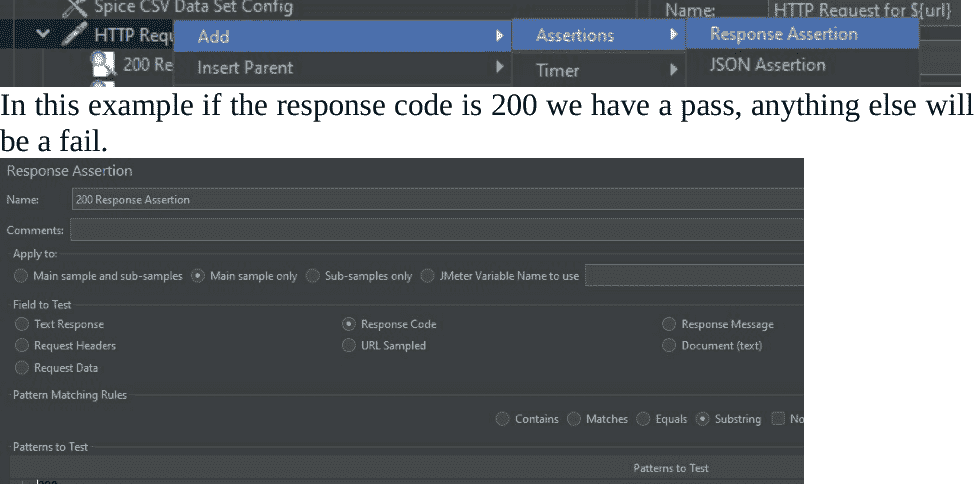 Spice CSV Data Set Config
Name: HTTP Request for ${url}
HTTP Requ Add Assertions Response Assertion
200 Re Insert Parent Timer JSON Assertion
In this example if the response code is 200 we have a pass, anything else will
be a fail.
Response Assertion
Name: 200 Response Assertion
Comments:
Apply to:
Main sample and sub-samples Main sample only Sub-samples only JMeter Variable Name to use
Field to Test
Text Response Response Code Response Message
Request Headers URL Sampled Document (text)
Request Data
Pattern Matching Rules
Contains Matches Equals Substring No
Patterns to Test
Patterns to Test